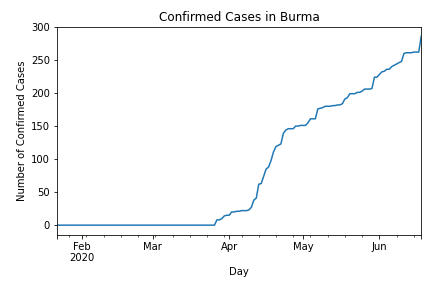 Confirmed Cases in Burma
Number of Confirmed Cases
300
250
200
150
100
50
0
Feb Mar Apr May Jun
2020
Day